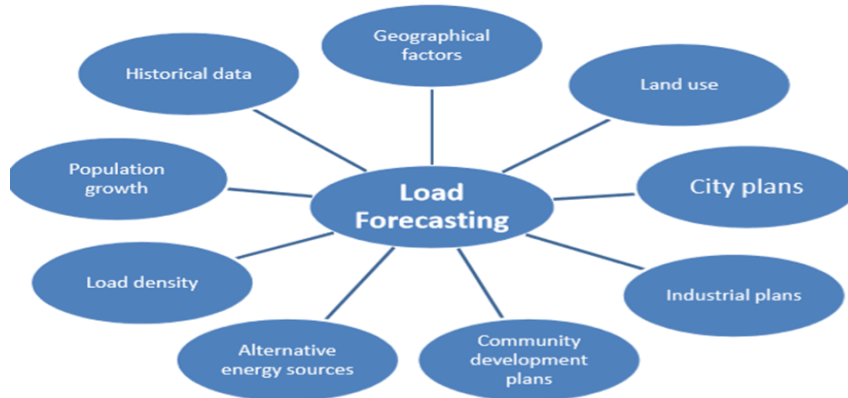 Geographical
factors
Historical data
Land use
Population
growth
Load
Forecasting
City plans
Load density
Industrial plans
Alternative
energy sources
Community
development
plans